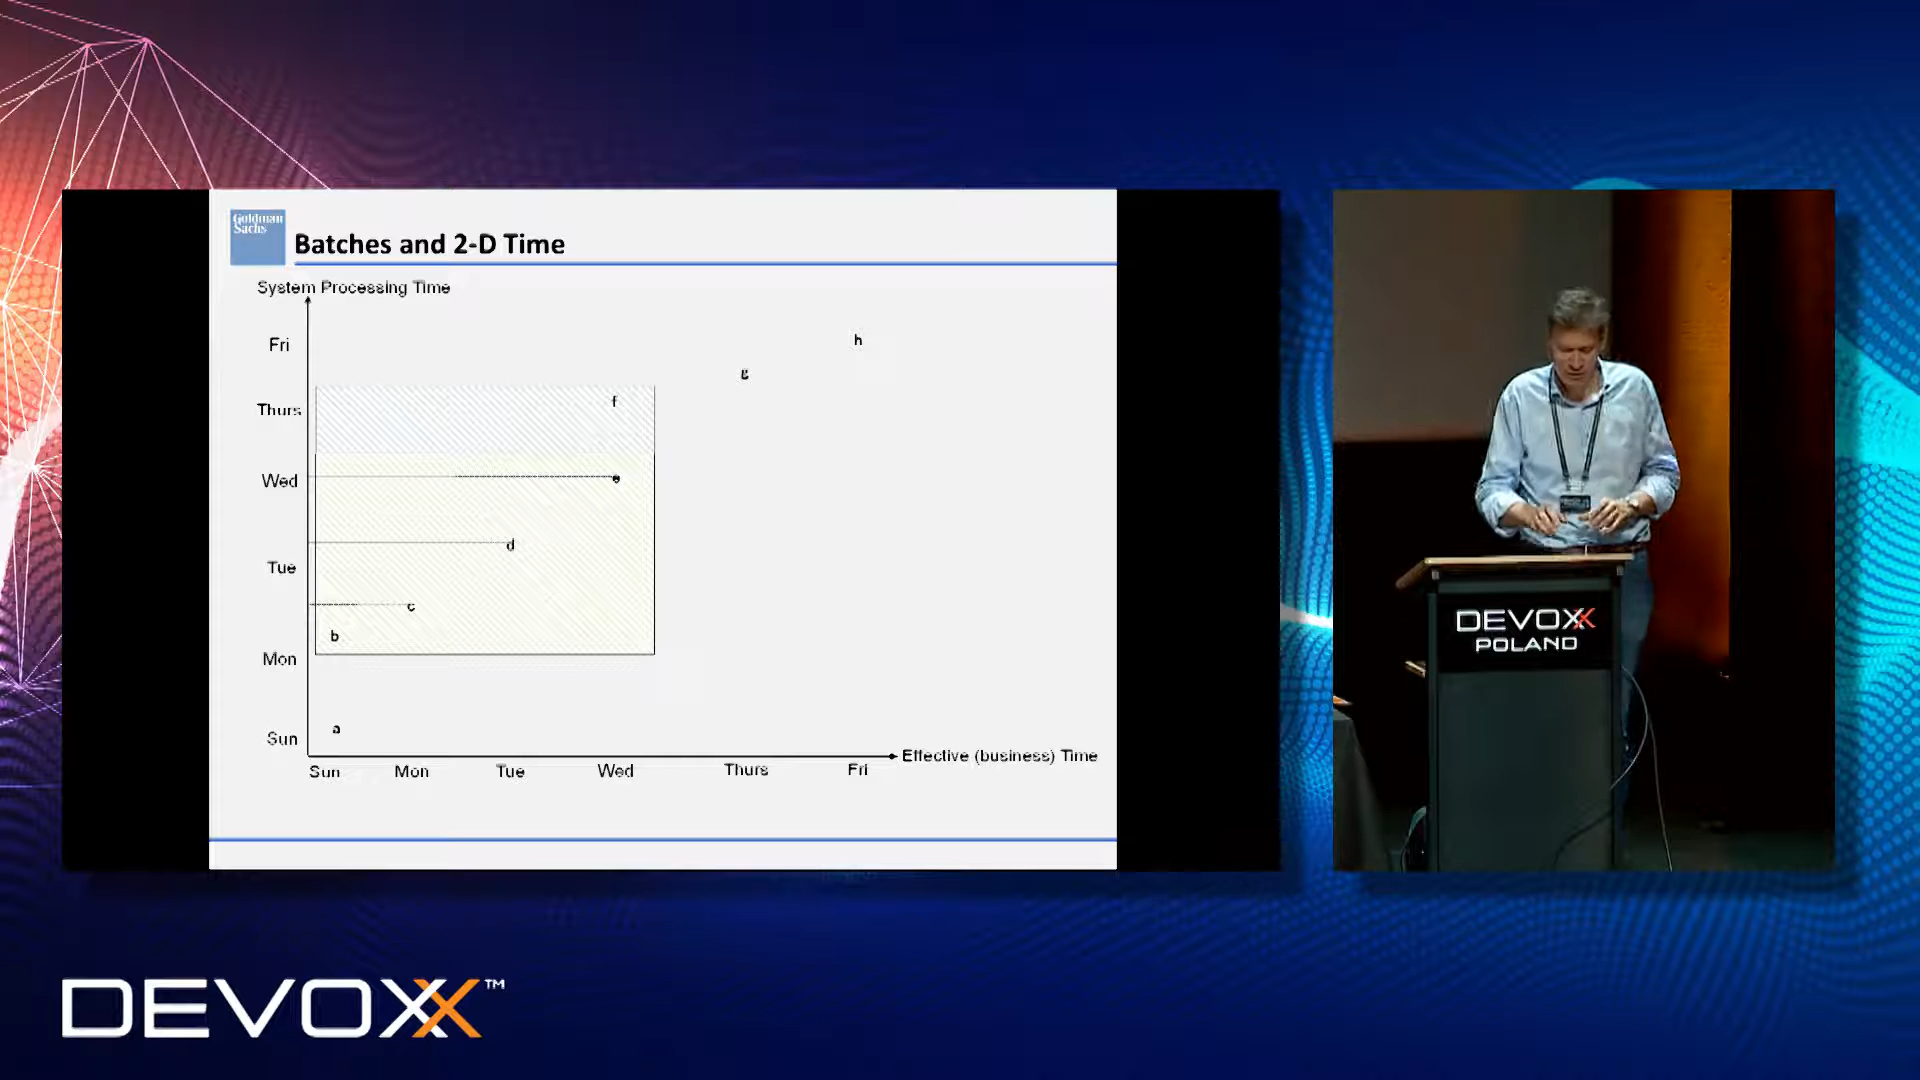 Goldman
Sachs
Batches and 2-D Time
System Processing Time
Fri
h
g
f
Thurs
Wed
e
d
Tue
c
b
Mon
a
Sun
Effective (business) Time
Sun
Mon
Tue
Wed
Thurs
Fri
DEVOXX
POLAND
DEVOXX™